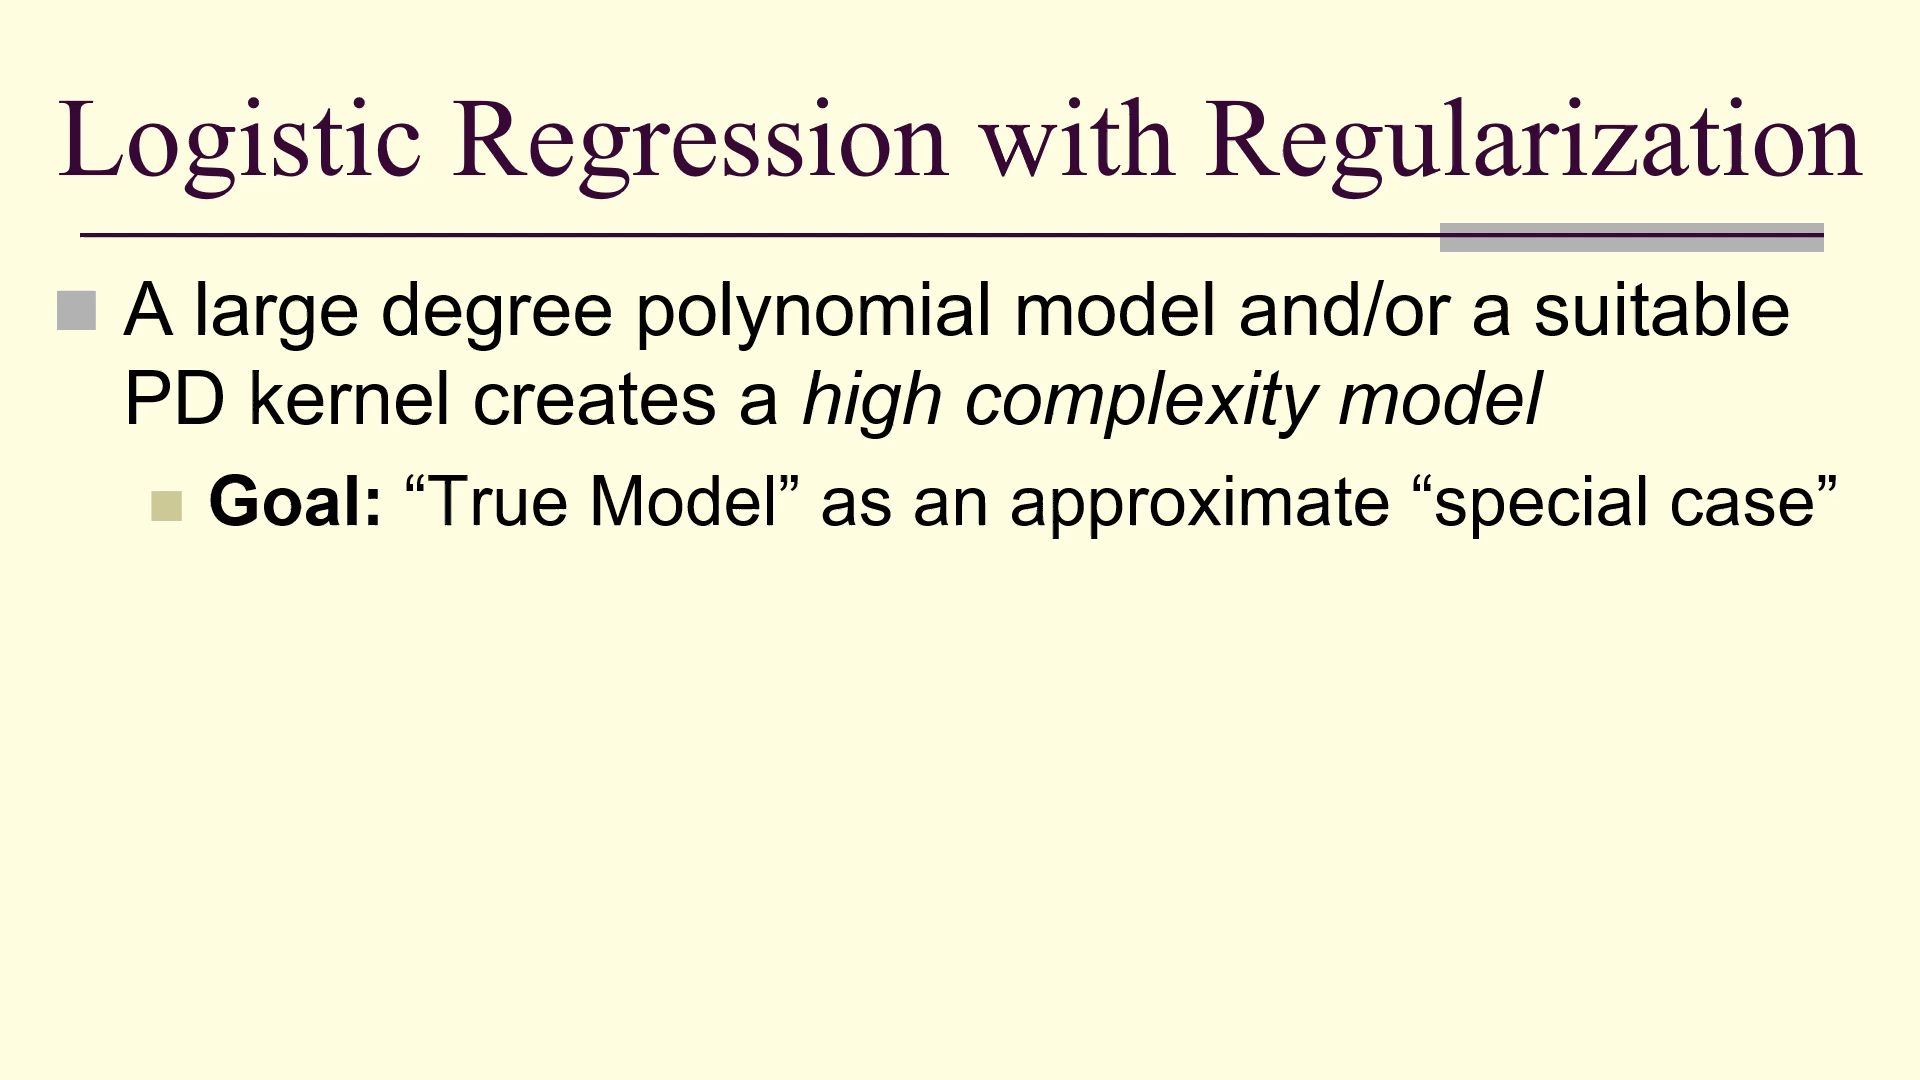 Logistic Regression with Regularization
A large degree polynomial model and/or a suitable
PD kernel creates a high complexity model
Goal: “True Model” as an approximate “special case”